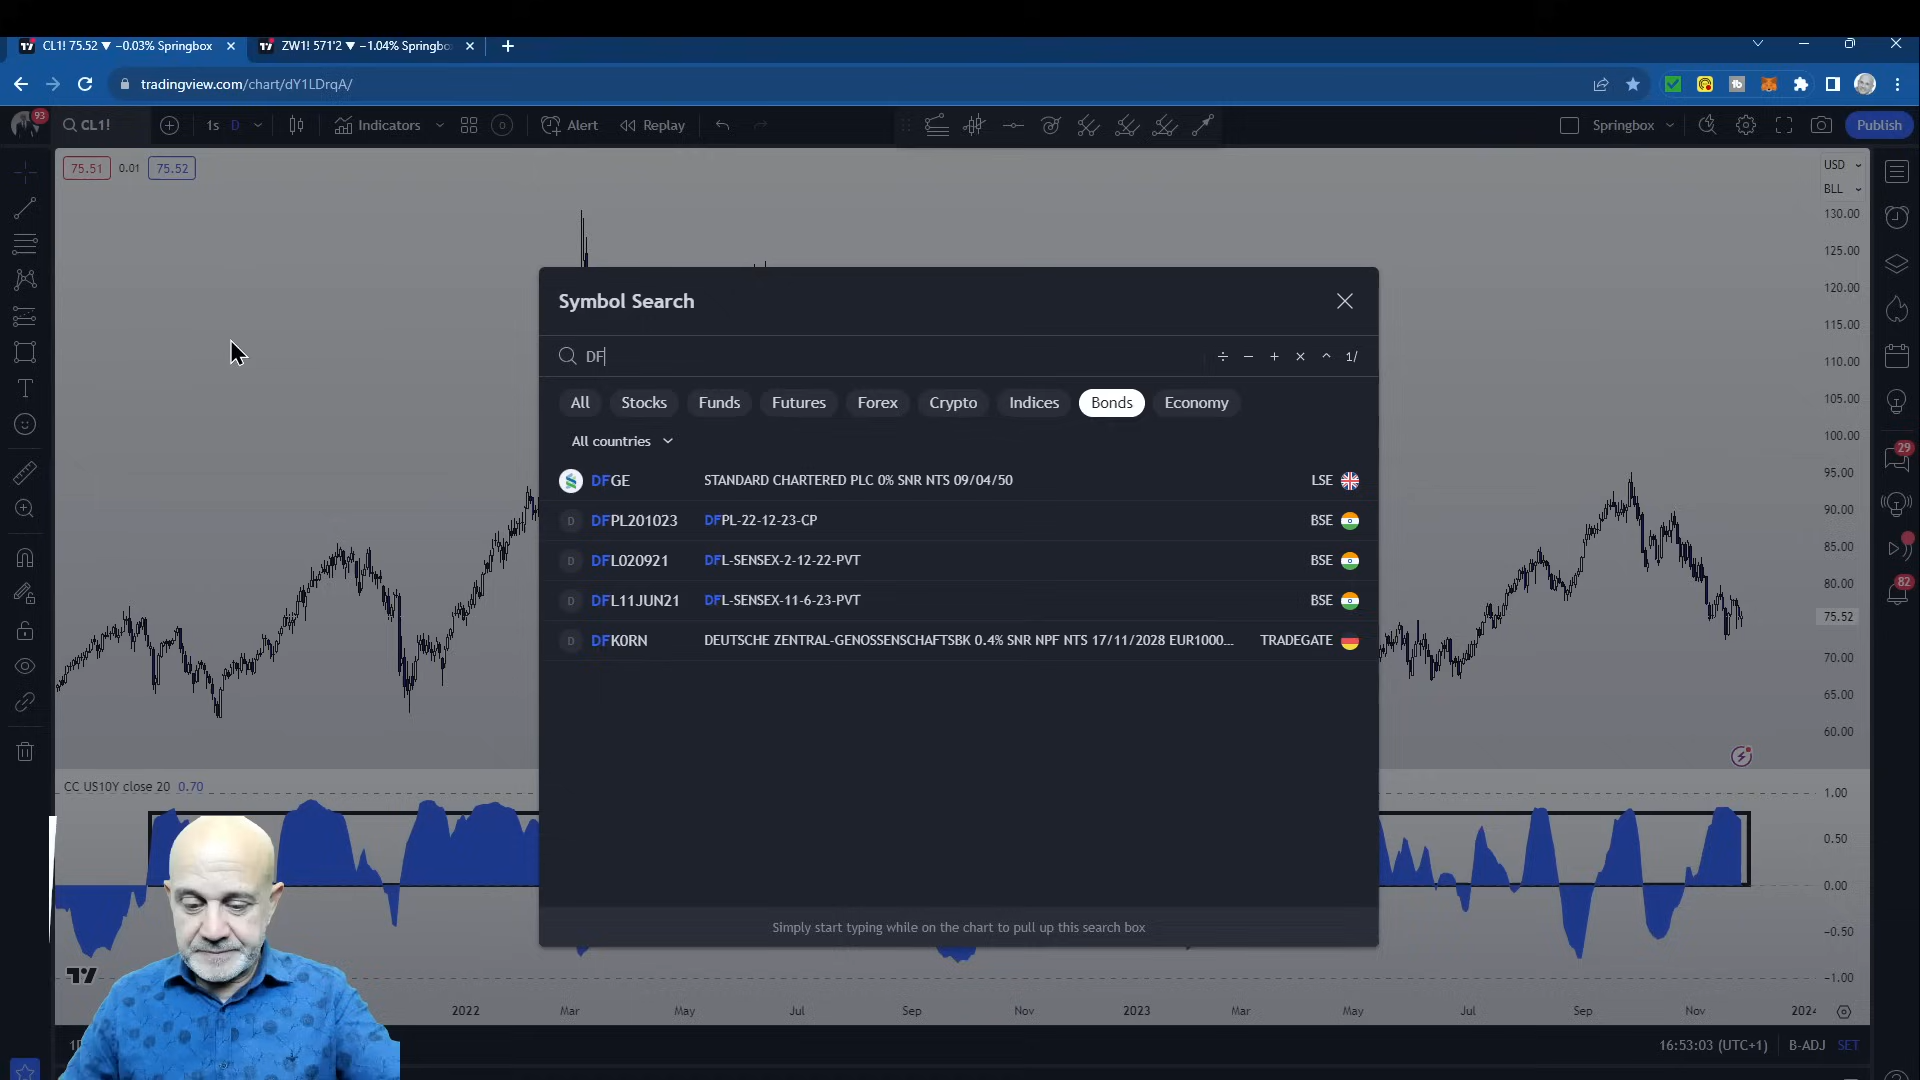 CL1! 75.52 ▼ −0.03% Springbox
ZW1! 571'2 ▼ −1.04% Springbo
tradingview.com/chart/dY1LDrqA/
93
CL1!
1s
D
Indicators
Alert
Replay
Springbox
Publish
75.51
0.01
75.52
USD
BLL
130.00
125.00
120.00
115.00
110.00
105.00
100.00
95.00
90.00
85.00
80.00
75.52
70.00
65.00
60.00
29
82
Symbol Search
DF
÷ − + × ^ 1/
All
Stocks
Funds
Futures
Forex
Crypto
Indices
Bonds
Economy
All countries
DFGE STANDARD CHARTERED PLC 0% SNR NTS 09/04/50 LSE
D DFPL201023 DFPL-22-12-23-CP BSE
D DFL020921 DFL-SENSEX-2-12-22-PVT BSE
D DFL11JUN21 DFL-SENSEX-11-6-23-PVT BSE
D DFK0RN DEUTSCHE ZENTRAL-GENOSSENSCHAFTSBK 0.4% SNR NPF NTS 17/11/2028 EUR1000... TRADEGATE
Simply start typing while on the chart to pull up this search box
CC US10Y close 20 0.70
1.00
0.50
0.00
−0.50
−1.00
2022
Mar
May
Jul
Sep
Nov
2023
Mar
May
Jul
Sep
Nov
16:53:03 (UTC+1)
B-ADJ
SET